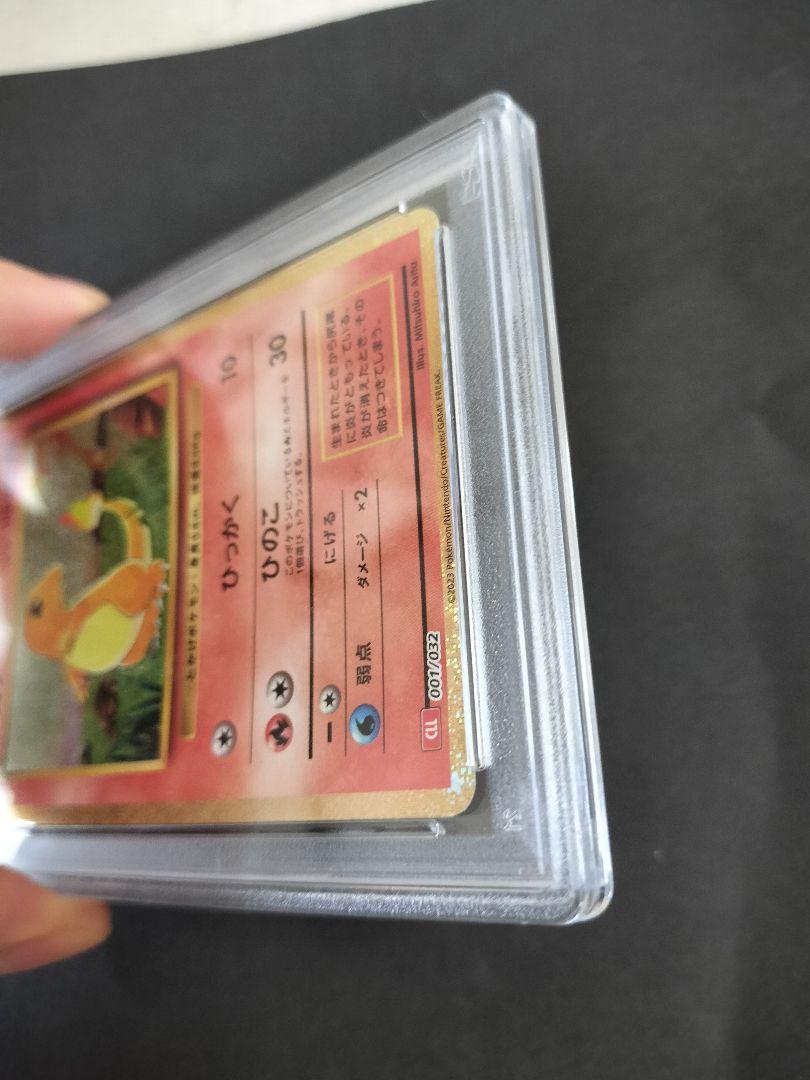 ひっかく 10
ひのこ 30
このポケモンについている炎エネルギーを
1個選び、トラッシュする。
にげる
弱点 ダメージ ×2
生まれたときから尻尾
に炎がともっている。
炎が消えたとき、その
命はつきてしまう。
Illus. Mitsuhiro Arita
CLL 001/032
©2023 Pokémon/Nintendo/Creatures/GAME FREAK.